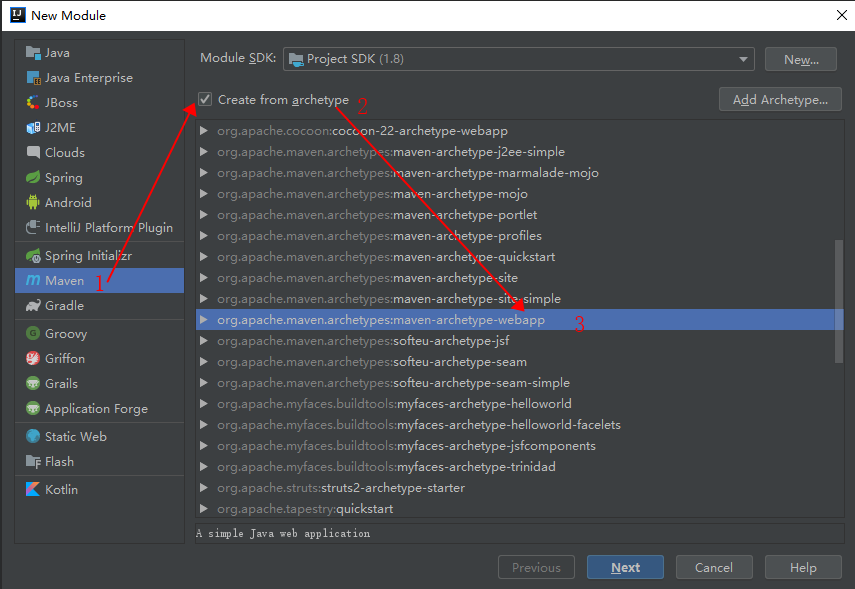 New Module
Java
Java Enterprise
JBoss
J2ME
Clouds
Spring
Android
IntelliJ Platform Plugin
Spring Initializr
Maven 1
Gradle
Groovy
Griffon
Grails
Application Forge
Static Web
Flash
Kotlin
Module SDK: Project SDK (1.8) New...
Create from archetype 2 Add Archetype...
org.apache.cocoon:cocoon-22-archetype-webapp
org.apache.maven.archetypes:maven-archetype-j2ee-simple
org.apache.maven.archetypes:maven-archetype-marmalade-mojo
org.apache.maven.archetypes:maven-archetype-mojo
org.apache.maven.archetypes:maven-archetype-portlet
org.apache.maven.archetypes:maven-archetype-profiles
org.apache.maven.archetypes:maven-archetype-quickstart
org.apache.maven.archetypes:maven-archetype-site
org.apache.maven.archetypes:maven-archetype-site-simple
org.apache.maven.archetypes:maven-archetype-webapp 3
org.apache.maven.archetypes:softeu-archetype-jsf
org.apache.maven.archetypes:softeu-archetype-seam
org.apache.maven.archetypes:softeu-archetype-seam-simple
org.apache.myfaces.buildtools:myfaces-archetype-helloworld
org.apache.myfaces.buildtools:myfaces-archetype-helloworld-facelets
org.apache.myfaces.buildtools:myfaces-archetype-jsfcomponents
org.apache.myfaces.buildtools:myfaces-archetype-trinidad
org.apache.struts:struts2-archetype-starter
org.apache.tapestry:quickstart
A simple Java web application
Previous Next Cancel Help